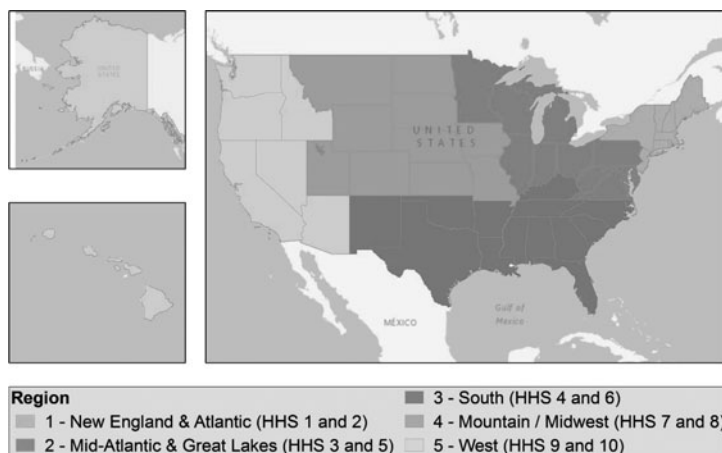 UNITED
STATES
UNITED
STATES
MÉXICO
Gulf of
Mexico
Region
1 - New England & Atlantic (HHS 1 and 2)
2 - Mid-Atlantic & Great Lakes (HHS 3 and 5)
3 - South (HHS 4 and 6)
4 - Mountain / Midwest (HHS 7 and 8)
5 - West (HHS 9 and 10)